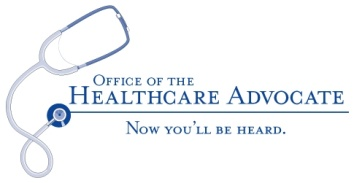 Office of the
Healthcare Advocate
Now you'll be heard.